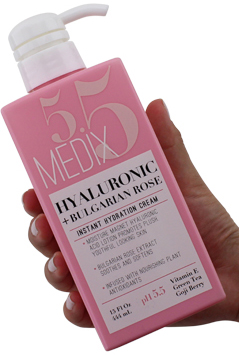 5.5
MEDIX
HYALURONIC
+BULGARIAN ROSE
INSTANT HYDRATION CREAM
• MOISTURE MAGNET HYALURONIC
ACID LOTION PROMOTES PLUSH
YOUTHFUL LOOKING SKIN
• BULGARIAN ROSE EXTRACT
SOOTHES AND SOFTENS
• INFUSED WITH NOURISHING PLANT
ANTIOXIDANTS
15 Fl Oz
444 mL
pH 5.5
Vitamin E
Green Tea
Goji Berry